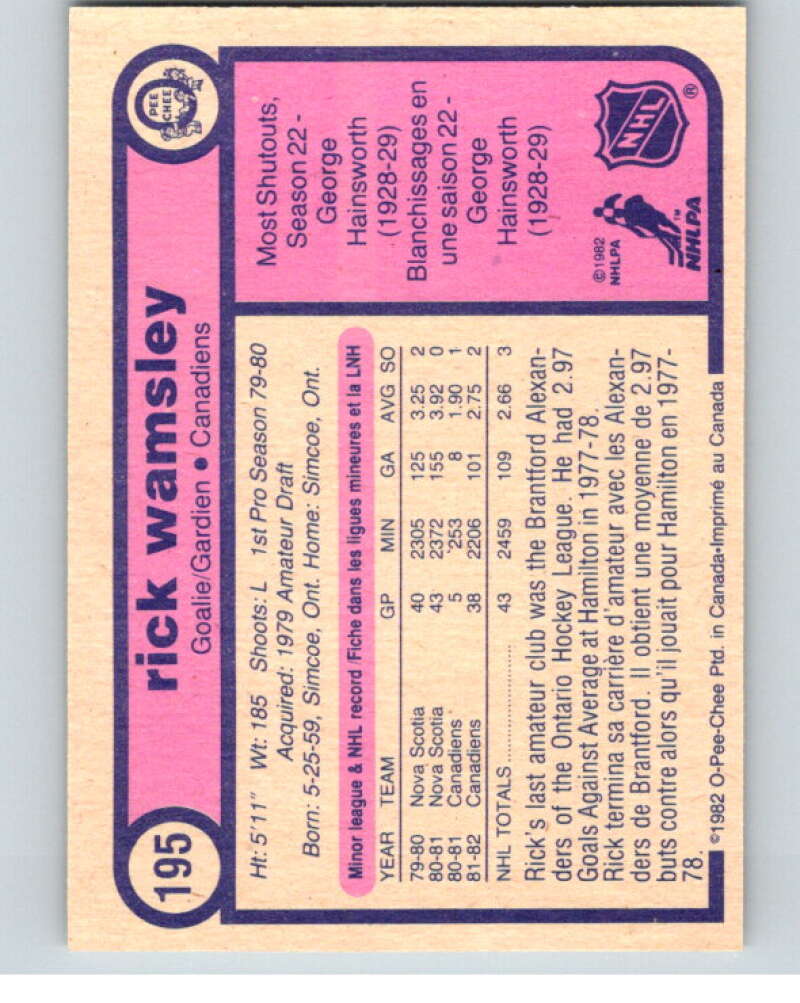 195
rick wamsley
Goalie/Gardien • Canadiens
O
PEE
CHEE
Ht: 5'11" Wt: 185 Shoots: L 1st Pro Season 79-80
Acquired: 1979 Amateur Draft
Born: 5-25-59, Simcoe, Ont. Home: Simcoe, Ont.
Minor league & NHL record/Fiche dans les ligues mineures et la LNH
YEAR TEAM GP MIN GA AVG SO
79-80 Nova Scotia 40 2305 125 3.25 2
80-81 Nova Scotia 43 2372 155 3.92 0
80-81 Canadiens 5 253 8 1.90 1
81-82 Canadiens 38 2206 101 2.75 2
NHL TOTALS .................... 43 2459 109 2.66 3
Rick's last amateur club was the Brantford Alexan-
ders of the Ontario Hockey League. He had 2.97
Goals Against Average at Hamilton in 1977-78.
Rick termina sa carrière d'amateur avec les Alexan-
ders de Brantford. Il obtient une moyenne de 2.97
buts contre alors qu'il jouait pour Hamilton en 1977-
78.
©1982 O-Pee-Chee Ptd. in Canada-Imprimé au Canada
Most Shutouts,
Season 22 -
George
Hainsworth
(1928-29)
Blanchissages en
une saison 22 -
George
Hainsworth
(1928-29)
©1982
NHLPA
NHLPA™
NHL®